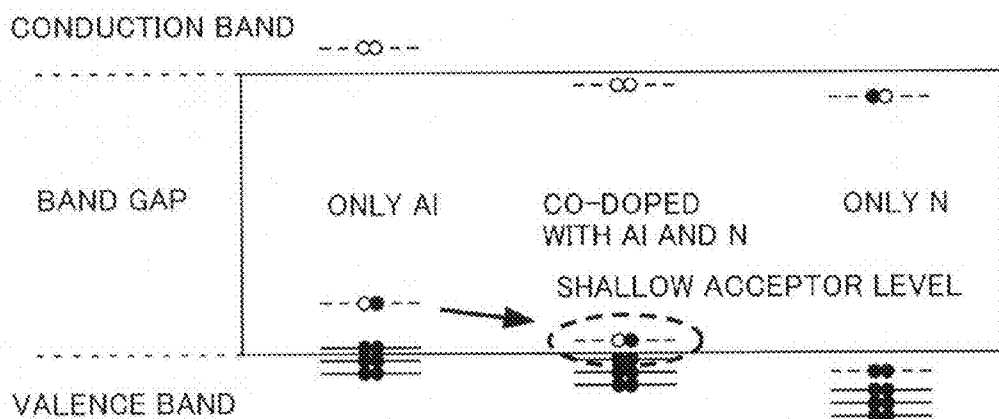 CONDUCTION BAND
BAND GAP
ONLY Al
CO-DOPED
WITH Al AND N
ONLY N
SHALLOW ACCEPTOR LEVEL
VALENCE BAND